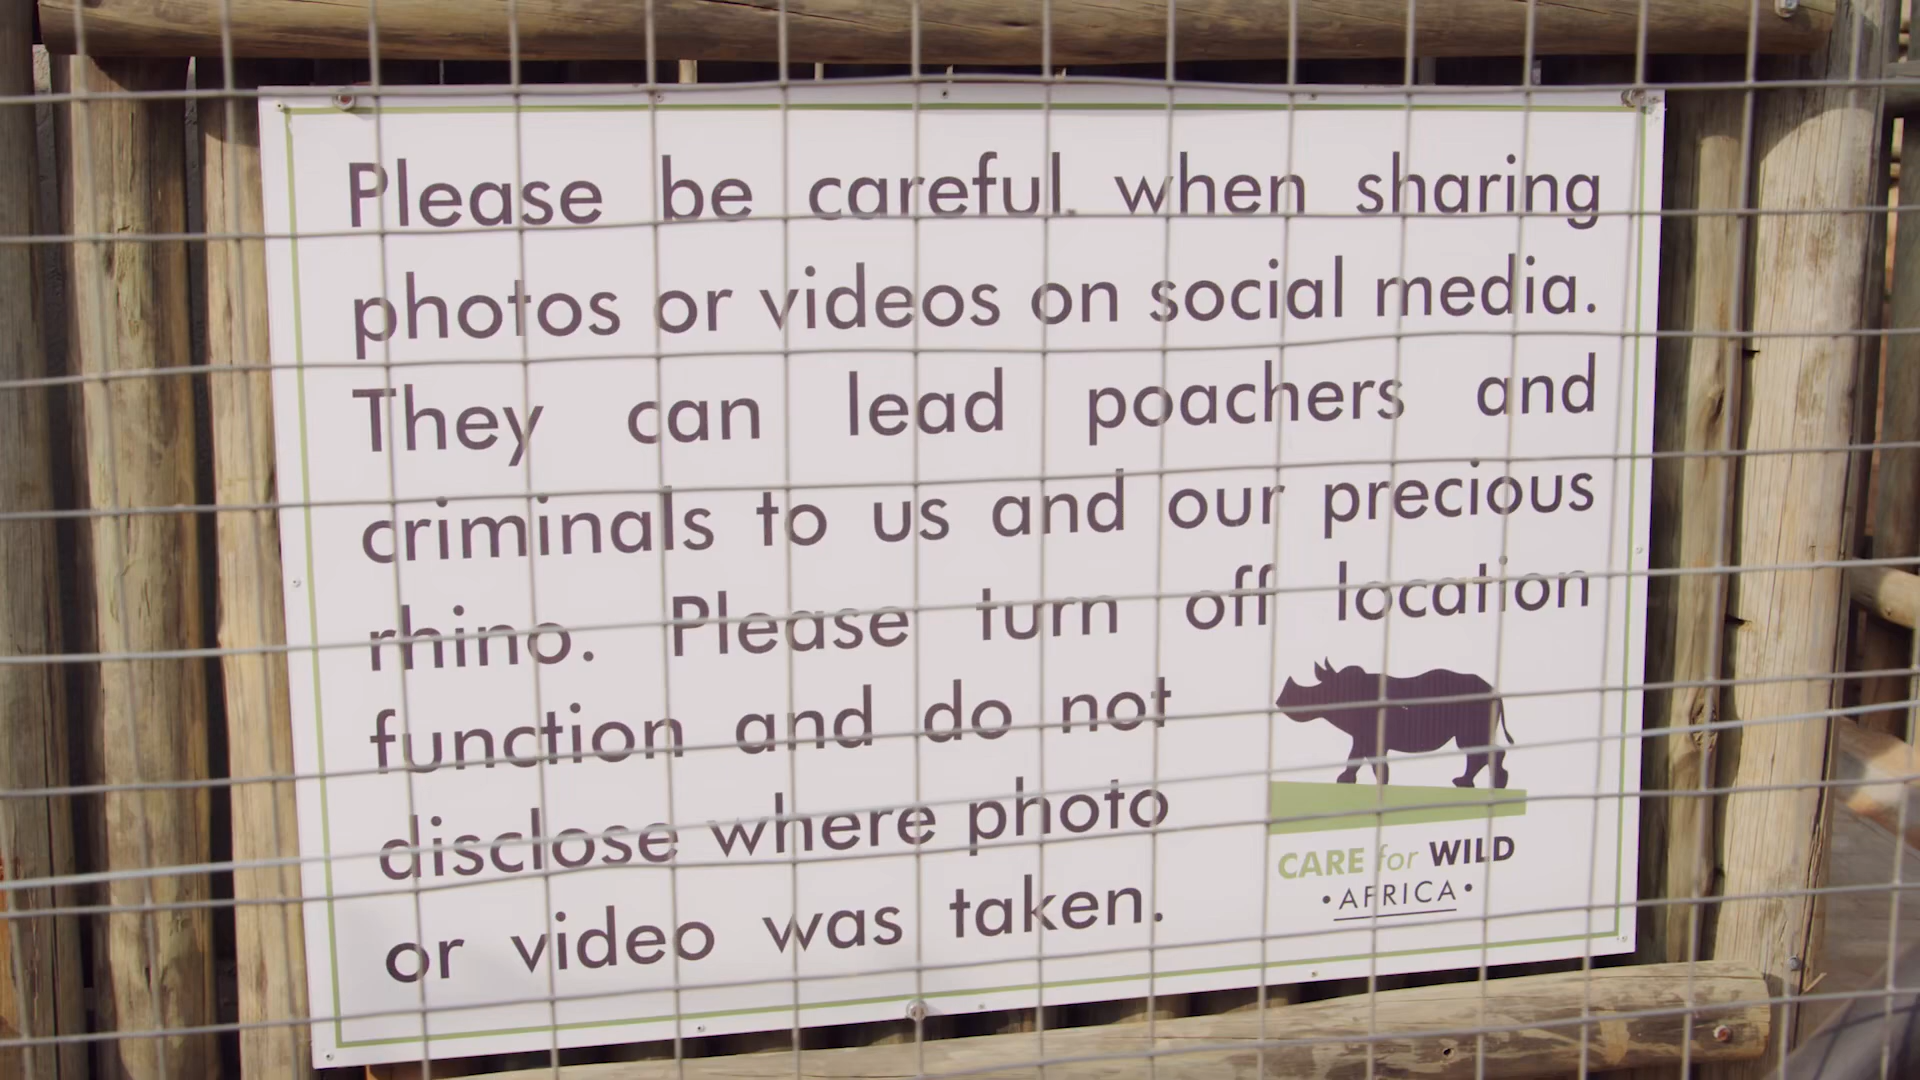 Please be careful when sharing
photos or videos on social media.
They can lead poachers and
criminals to us and our precious
rhino. Please turn off location
function and do not
disclose where photo
or video was taken.
CARE for WILD
•AFRICA•